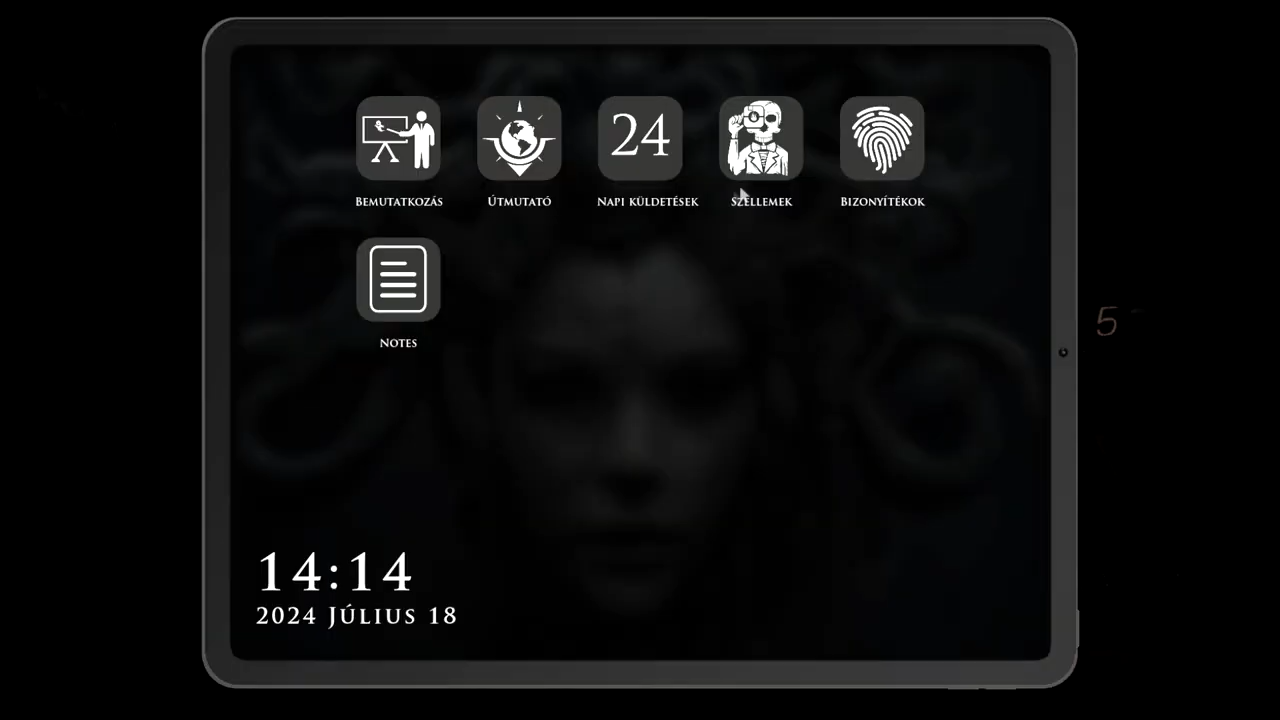 24
BEMUTATKOZÁS ÚTMUTATÓ NAPI KÜLDETÉSEK SZELLEMEK BIZONYÍTÉKOK
NOTES
5
14:14
2024 JÚLIUS 18